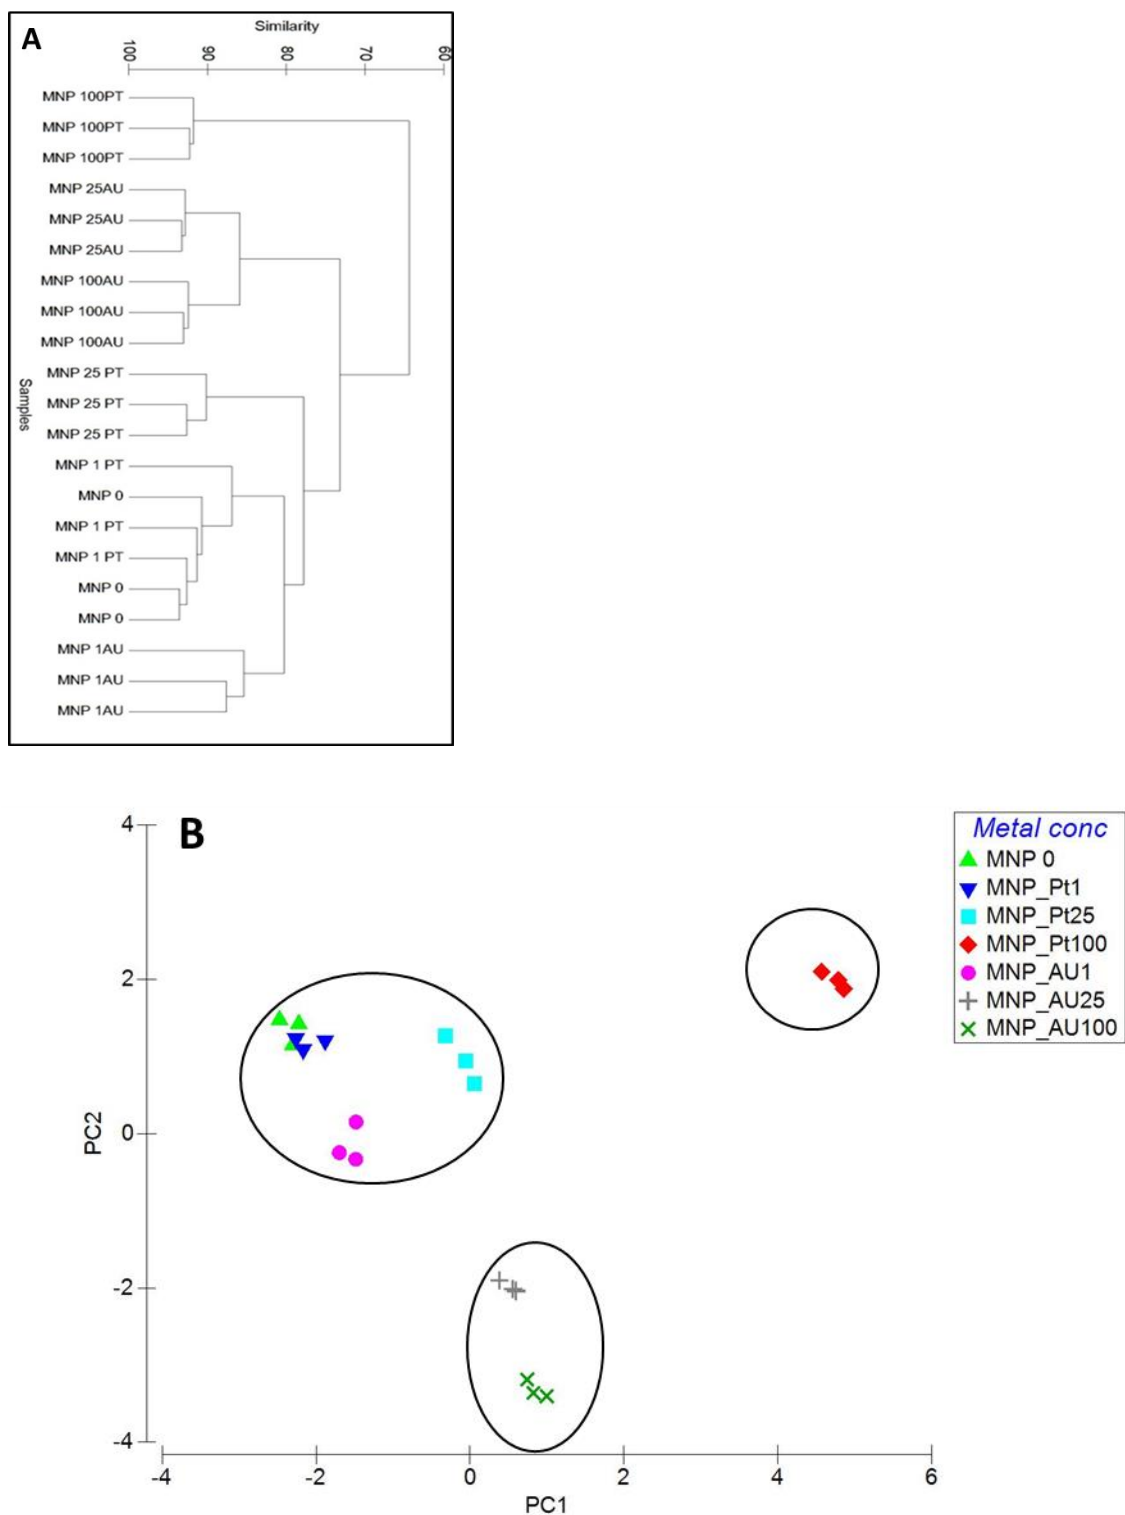 A
Similarity
100 90 80 70 60
MNP 100PT
MNP 100PT
MNP 100PT
MNP 25AU
MNP 25AU
MNP 25AU
MNP 100AU
MNP 100AU
MNP 100AU
MNP 25 PT
MNP 25 PT
MNP 25 PT
MNP 1 PT
MNP 0
MNP 1 PT
MNP 1 PT
MNP 0
MNP 0
MNP 1AU
MNP 1AU
MNP 1AU
Samples
B
4
2
0
-2
-4
PC2
-4 -2 0 2 4 6
PC1
Metal conc
MNP 0
MNP_Pt1
MNP_Pt25
MNP_Pt100
MNP_AU1
MNP_AU25
MNP_AU100